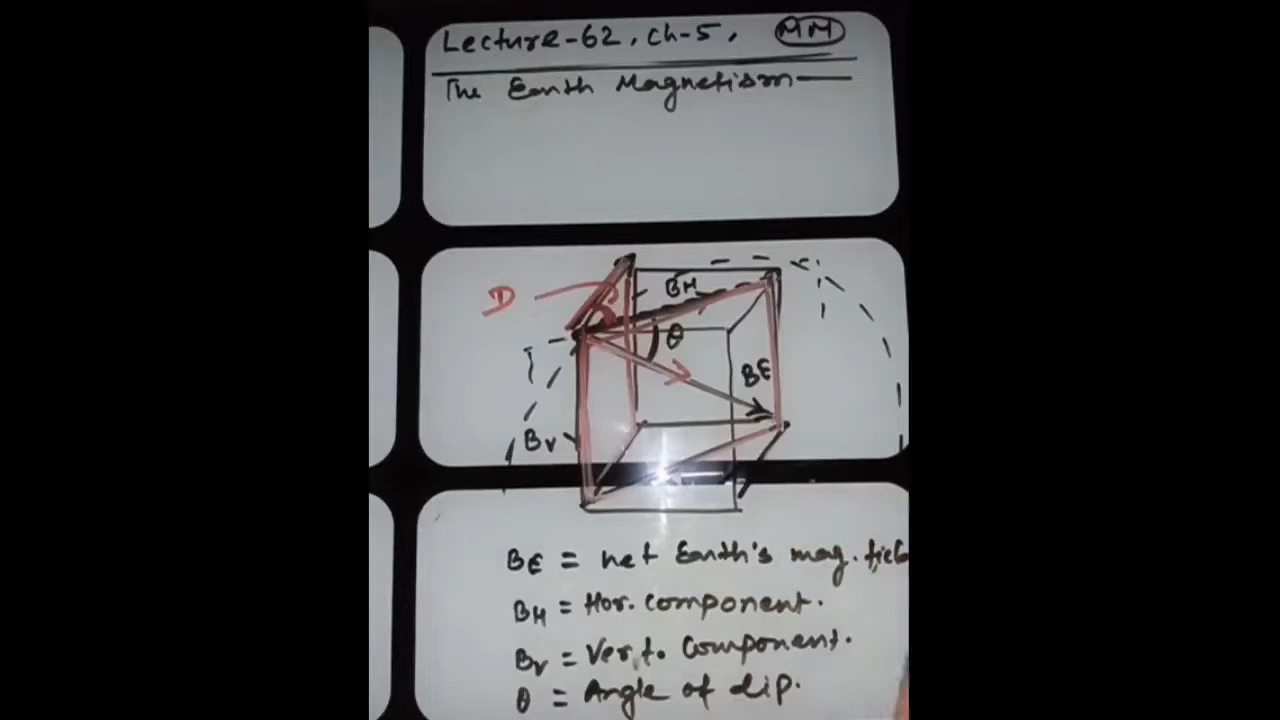 Lecture-62, Ch-5, MM
The Earth Magnetism
D
BH
θ
BE
Bv
BE = net Earth's mag. field
BH = Hor. component.
Bv = Vert. component.
θ = Angle of dip.